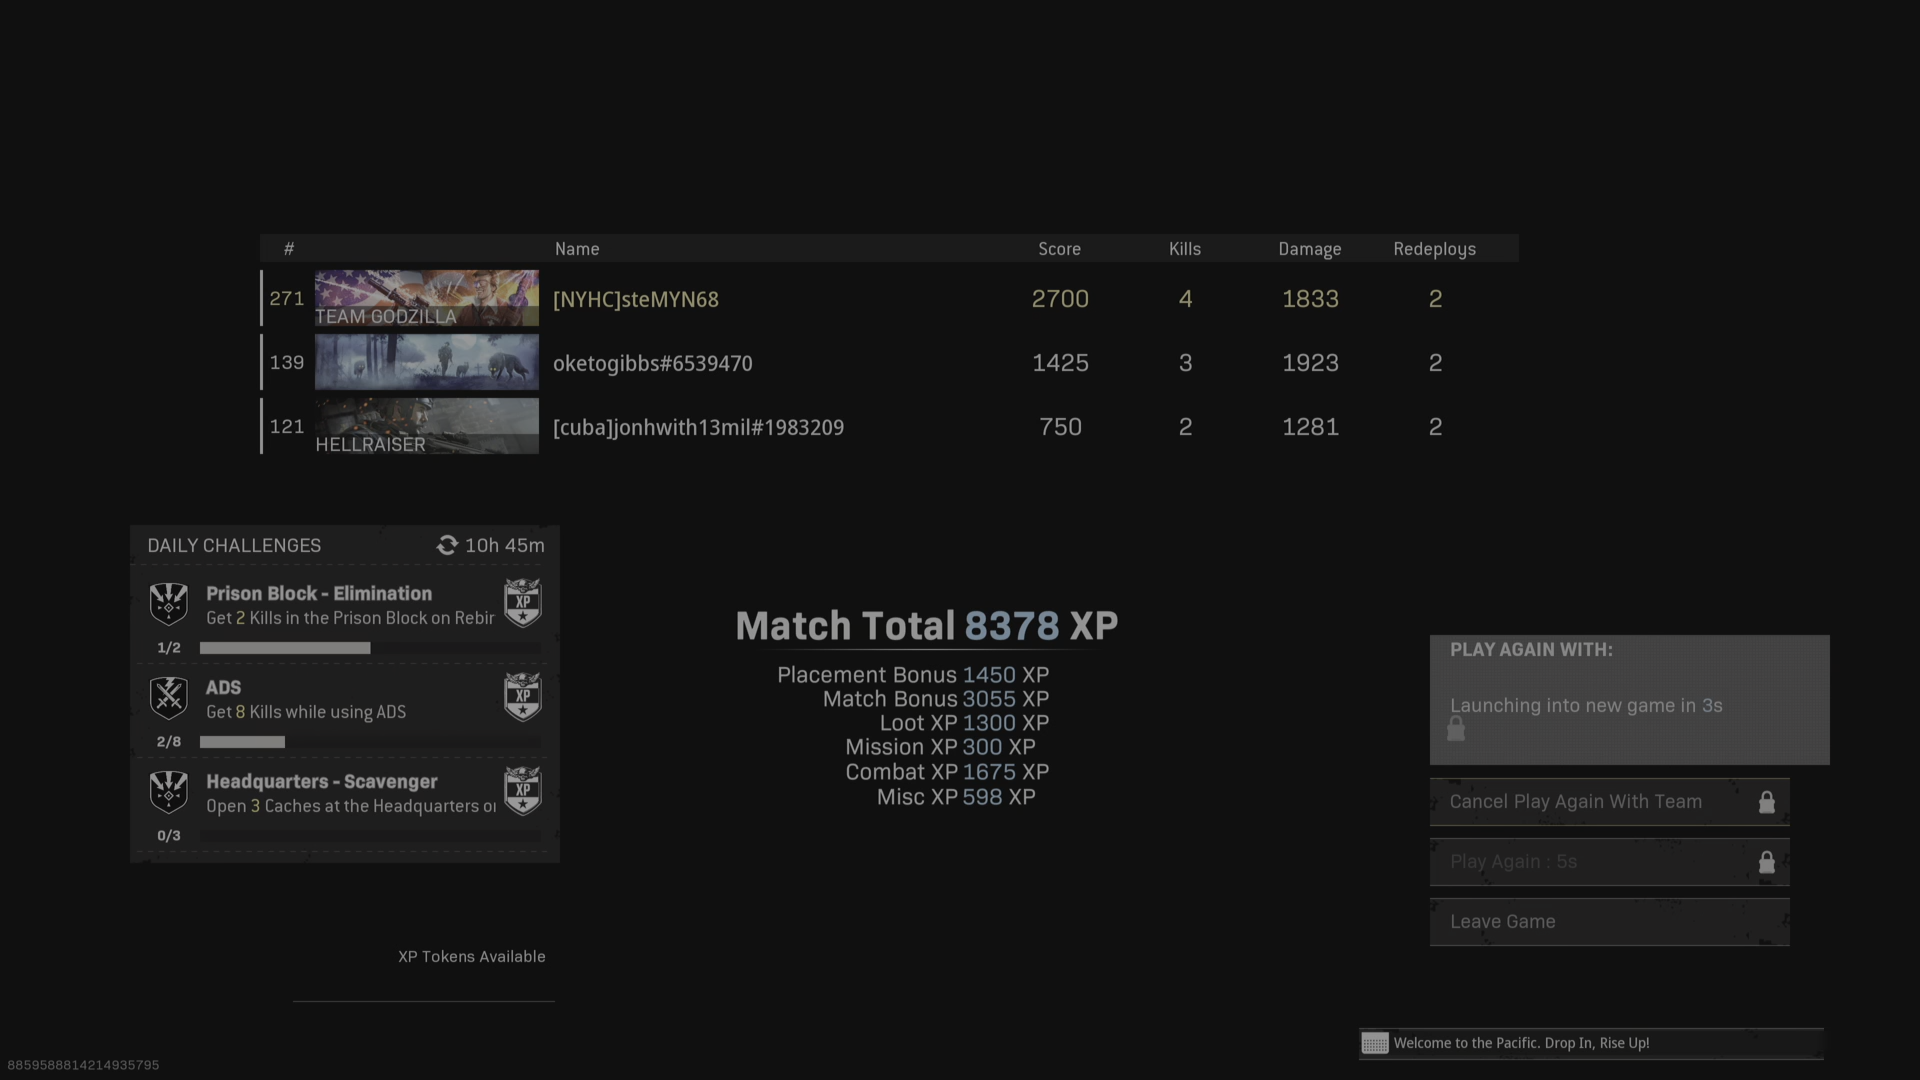 # Name Score Kills Damage Redeploys
271 TEAM GODZILLA [NYHC]steMYN68 2700 4 1833 2
139 oketogibbs#6539470 1425 3 1923 2
121 HELLRAISER [cuba]jonhwith13mil#1983209 750 2 1281 2
DAILY CHALLENGES 10h 45m
Prison Block - Elimination
Get 2 Kills in the Prison Block on Rebir
XP
1/2
ADS
Get 8 Kills while using ADS
XP
2/8
Headquarters - Scavenger
Open 3 Caches at the Headquarters or
XP
0/3
XP Tokens Available
Match Total 8378 XP
Placement Bonus 1450 XP
Match Bonus 3055 XP
Loot XP 1300 XP
Mission XP 300 XP
Combat XP 1675 XP
Misc XP 598 XP
PLAY AGAIN WITH:
Launching into new game in 3s
Cancel Play Again With Team
Play Again : 5s
Leave Game
Welcome to the Pacific. Drop In, Rise Up!
8859588814214935795